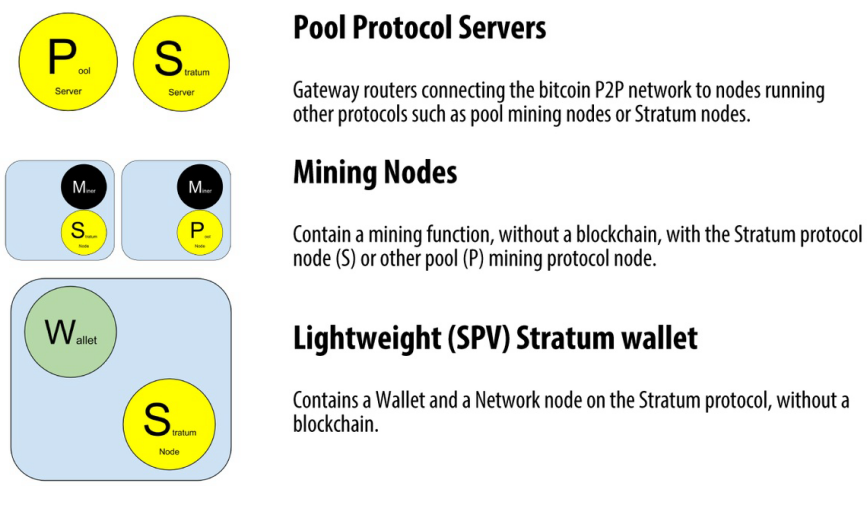 Pool
Server
Stratum
Server
Pool Protocol Servers
Gateway routers connecting the bitcoin P2P network to nodes running
other protocols such as pool mining nodes or Stratum nodes.
Miner
Stratum
Node
Miner
Pool
Node
Mining Nodes
Contain a mining function, without a blockchain, with the Stratum protocol
node (S) or other pool (P) mining protocol node.
Wallet
Stratum
Node
Lightweight (SPV) Stratum wallet
Contains a Wallet and a Network node on the Stratum protocol, without a
blockchain.